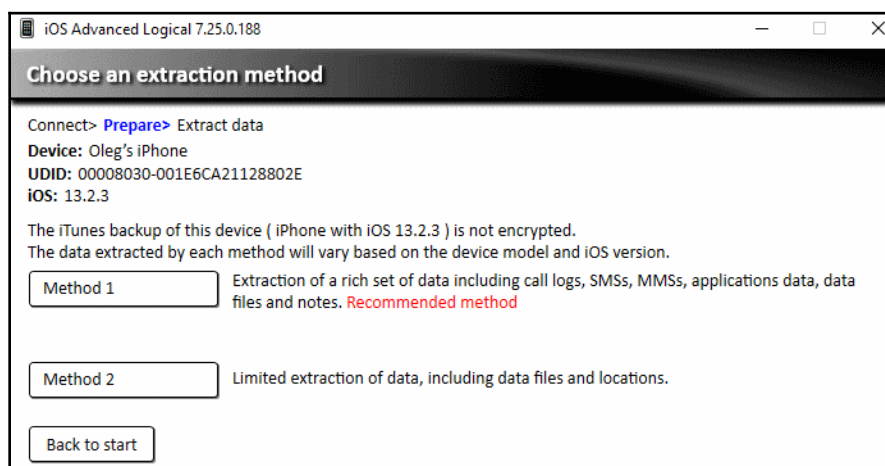 iOS Advanced Logical 7.25.0.188
Choose an extraction method
Connect> Prepare> Extract data
Device: Oleg's iPhone
UDID: 00008030-001E6CA21128802E
iOS: 13.2.3
The iTunes backup of this device ( iPhone with iOS 13.2.3 ) is not encrypted.
The data extracted by each method will vary based on the device model and iOS version.
Method 1
Extraction of a rich set of data including call logs, SMSs, MMSs, applications data, data
files and notes. Recommended method
Method 2
Limited extraction of data, including data files and locations.
Back to start